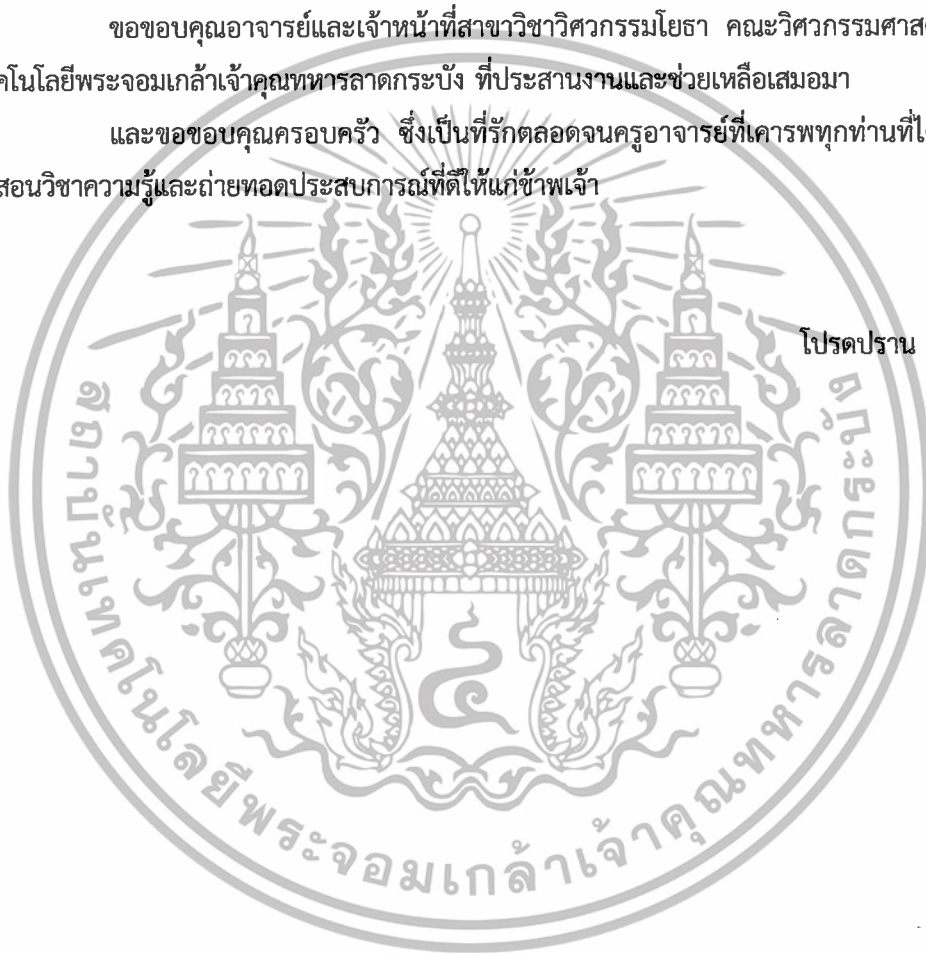 ขอขอบคุณอาจารย์และเจ้าหน้าที่สาขาวิชาวิศวกรรมโยธา คณะวิศวกรรมศาส
คโนโลยีพระจอมเกล้าเจ้าคุณทหารลาดกระบัง ที่ประสานงานและช่วยเหลือเสมอมา
และขอขอบคุณครอบครัว ซึ่งเป็นที่รักตลอดจนครูอาจารย์ที่เคารพทุกท่านที่ไ
สอนวิชาความรู้และถ่ายทอดประสบการณ์ที่ดีให้แก่ข้าพเจ้า
โปรดปราน
สถาบันเทคโนโลยีพระจอมเกล้าเจ้าคุณทหารลาดกระบัง
๔